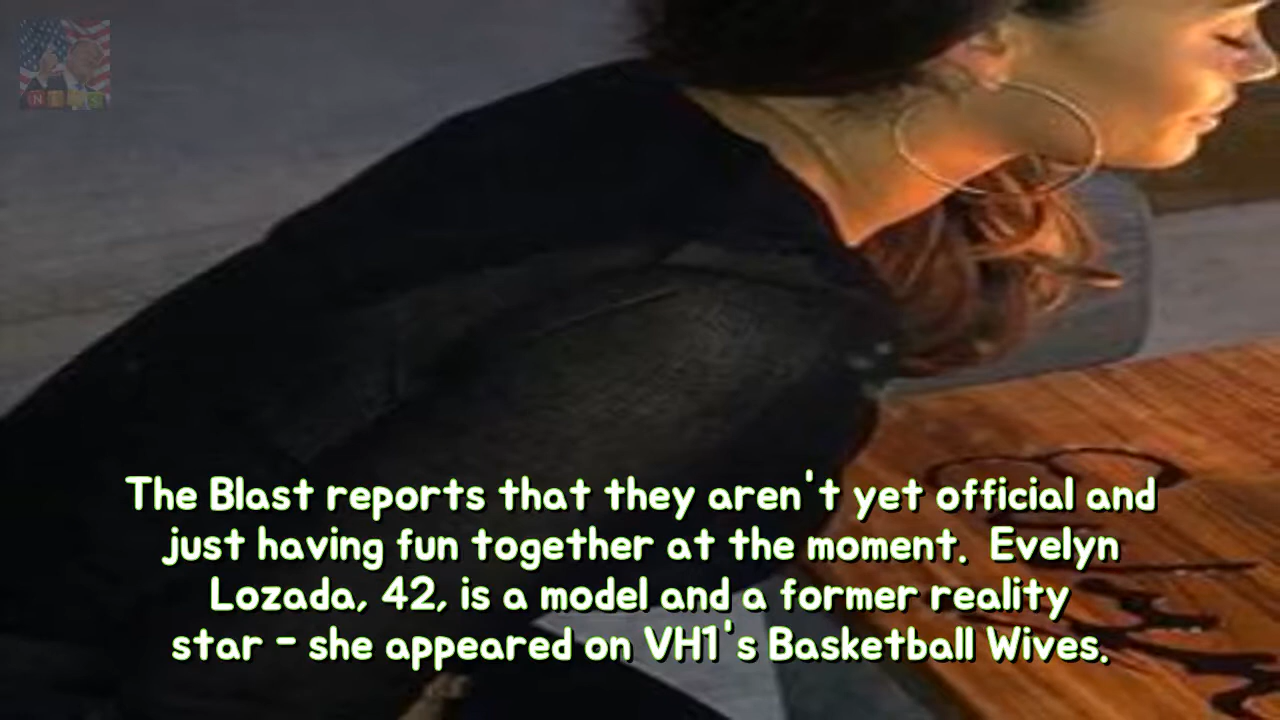 NEWS
The Blast reports that they aren't yet official and
just having fun together at the moment.  Evelyn
Lozada, 42, is a model and a former reality
star - she appeared on VH1's Basketball Wives.